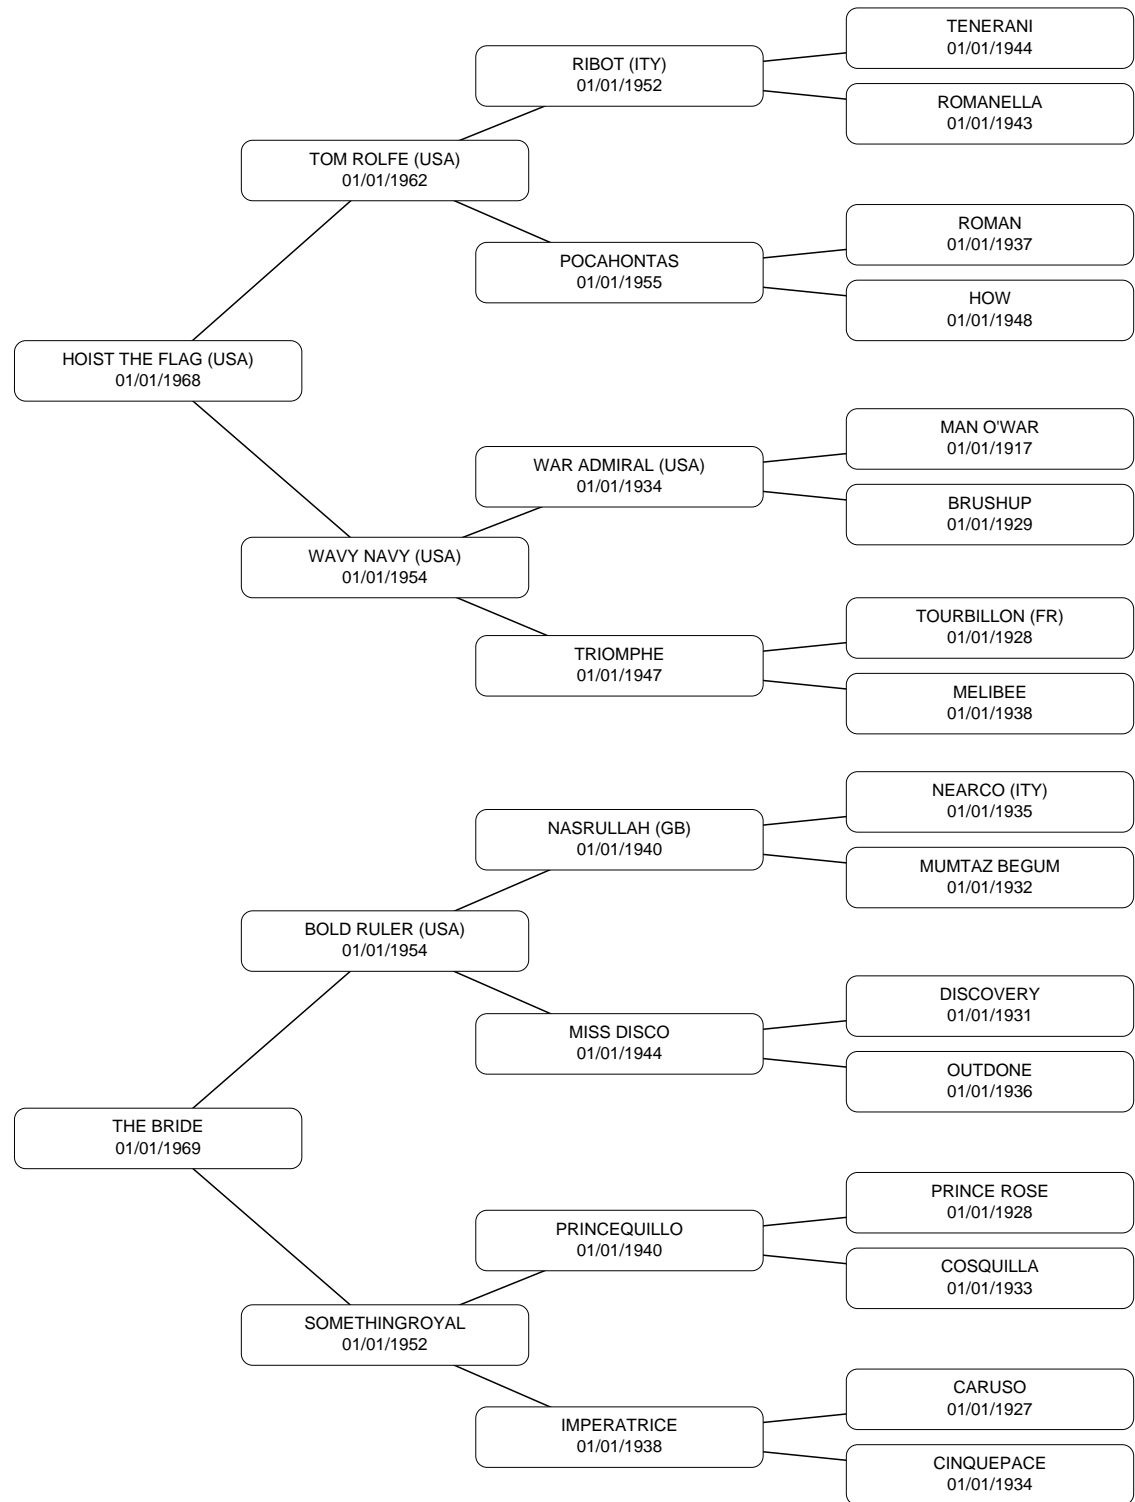 TENERANI
01/01/1944
RIBOT (ITY)
01/01/1952
ROMANELLA
01/01/1943
TOM ROLFE (USA)
01/01/1962
ROMAN
01/01/1937
POCAHONTAS
01/01/1955
HOW
01/01/1948
HOIST THE FLAG (USA)
01/01/1968
MAN O'WAR
01/01/1917
WAR ADMIRAL (USA)
01/01/1934
BRUSHUP
01/01/1929
WAVY NAVY (USA)
01/01/1954
TOURBILLON (FR)
01/01/1928
TRIOMPHE
01/01/1947
MELIBEE
01/01/1938
NEARCO (ITY)
01/01/1935
NASRULLAH (GB)
01/01/1940
MUMTAZ BEGUM
01/01/1932
BOLD RULER (USA)
01/01/1954
DISCOVERY
01/01/1931
MISS DISCO
01/01/1944
OUTDONE
01/01/1936
THE BRIDE
01/01/1969
PRINCE ROSE
01/01/1928
PRINCEQUILLO
01/01/1940
COSQUILLA
01/01/1933
SOMETHINGROYAL
01/01/1952
CARUSO
01/01/1927
IMPERATRICE
01/01/1938
CINQUEPACE
01/01/1934